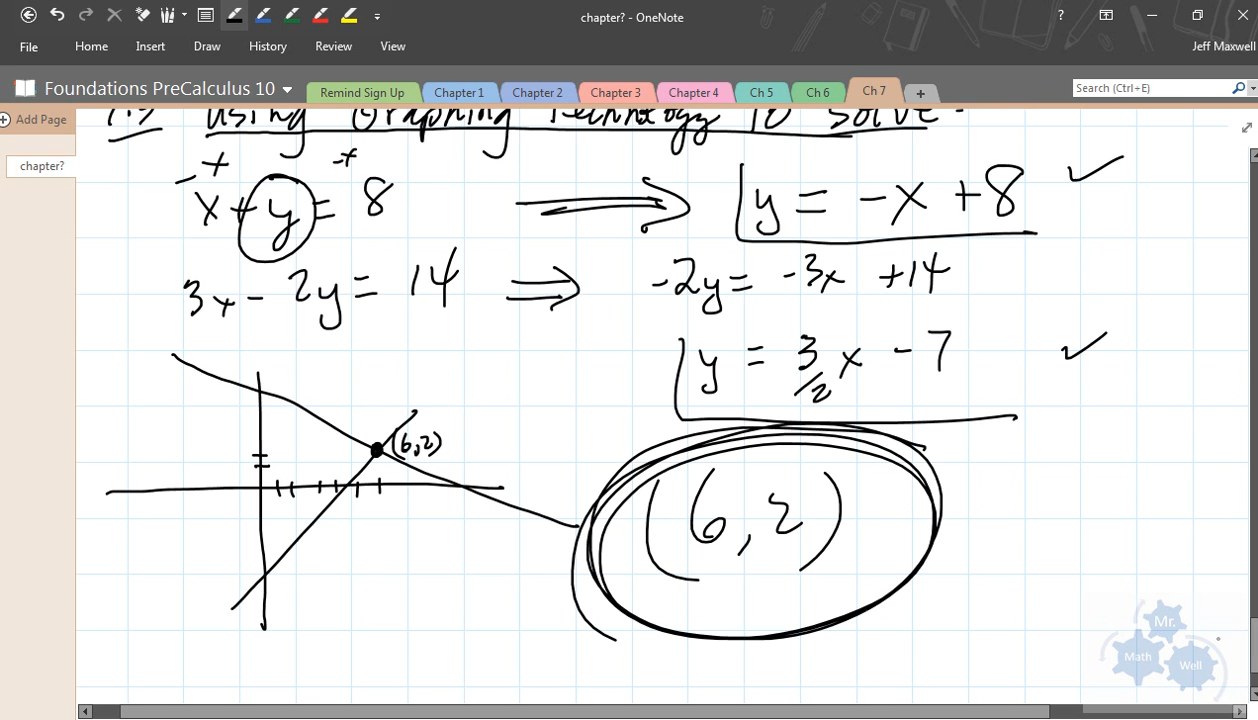 chapter? - OneNote
?
File Home Insert Draw History Review View
Jeff Maxwell
Foundations PreCalculus 10
Remind Sign Up Chapter 1 Chapter 2 Chapter 3 Chapter 4 Ch 5 Ch 6 Ch 7
Search (Ctrl+E)
Add Page
chapter?
Using Graphing Technology To Solve
-x -x
x + y = 8 ⇒ y = -x + 8 ✓
3x - 2y = 14 ⇒ -2y = -3x + 14
y = 3/2 x - 7 ✓
(6,2)
(6, 2)
Mr.
Math Well